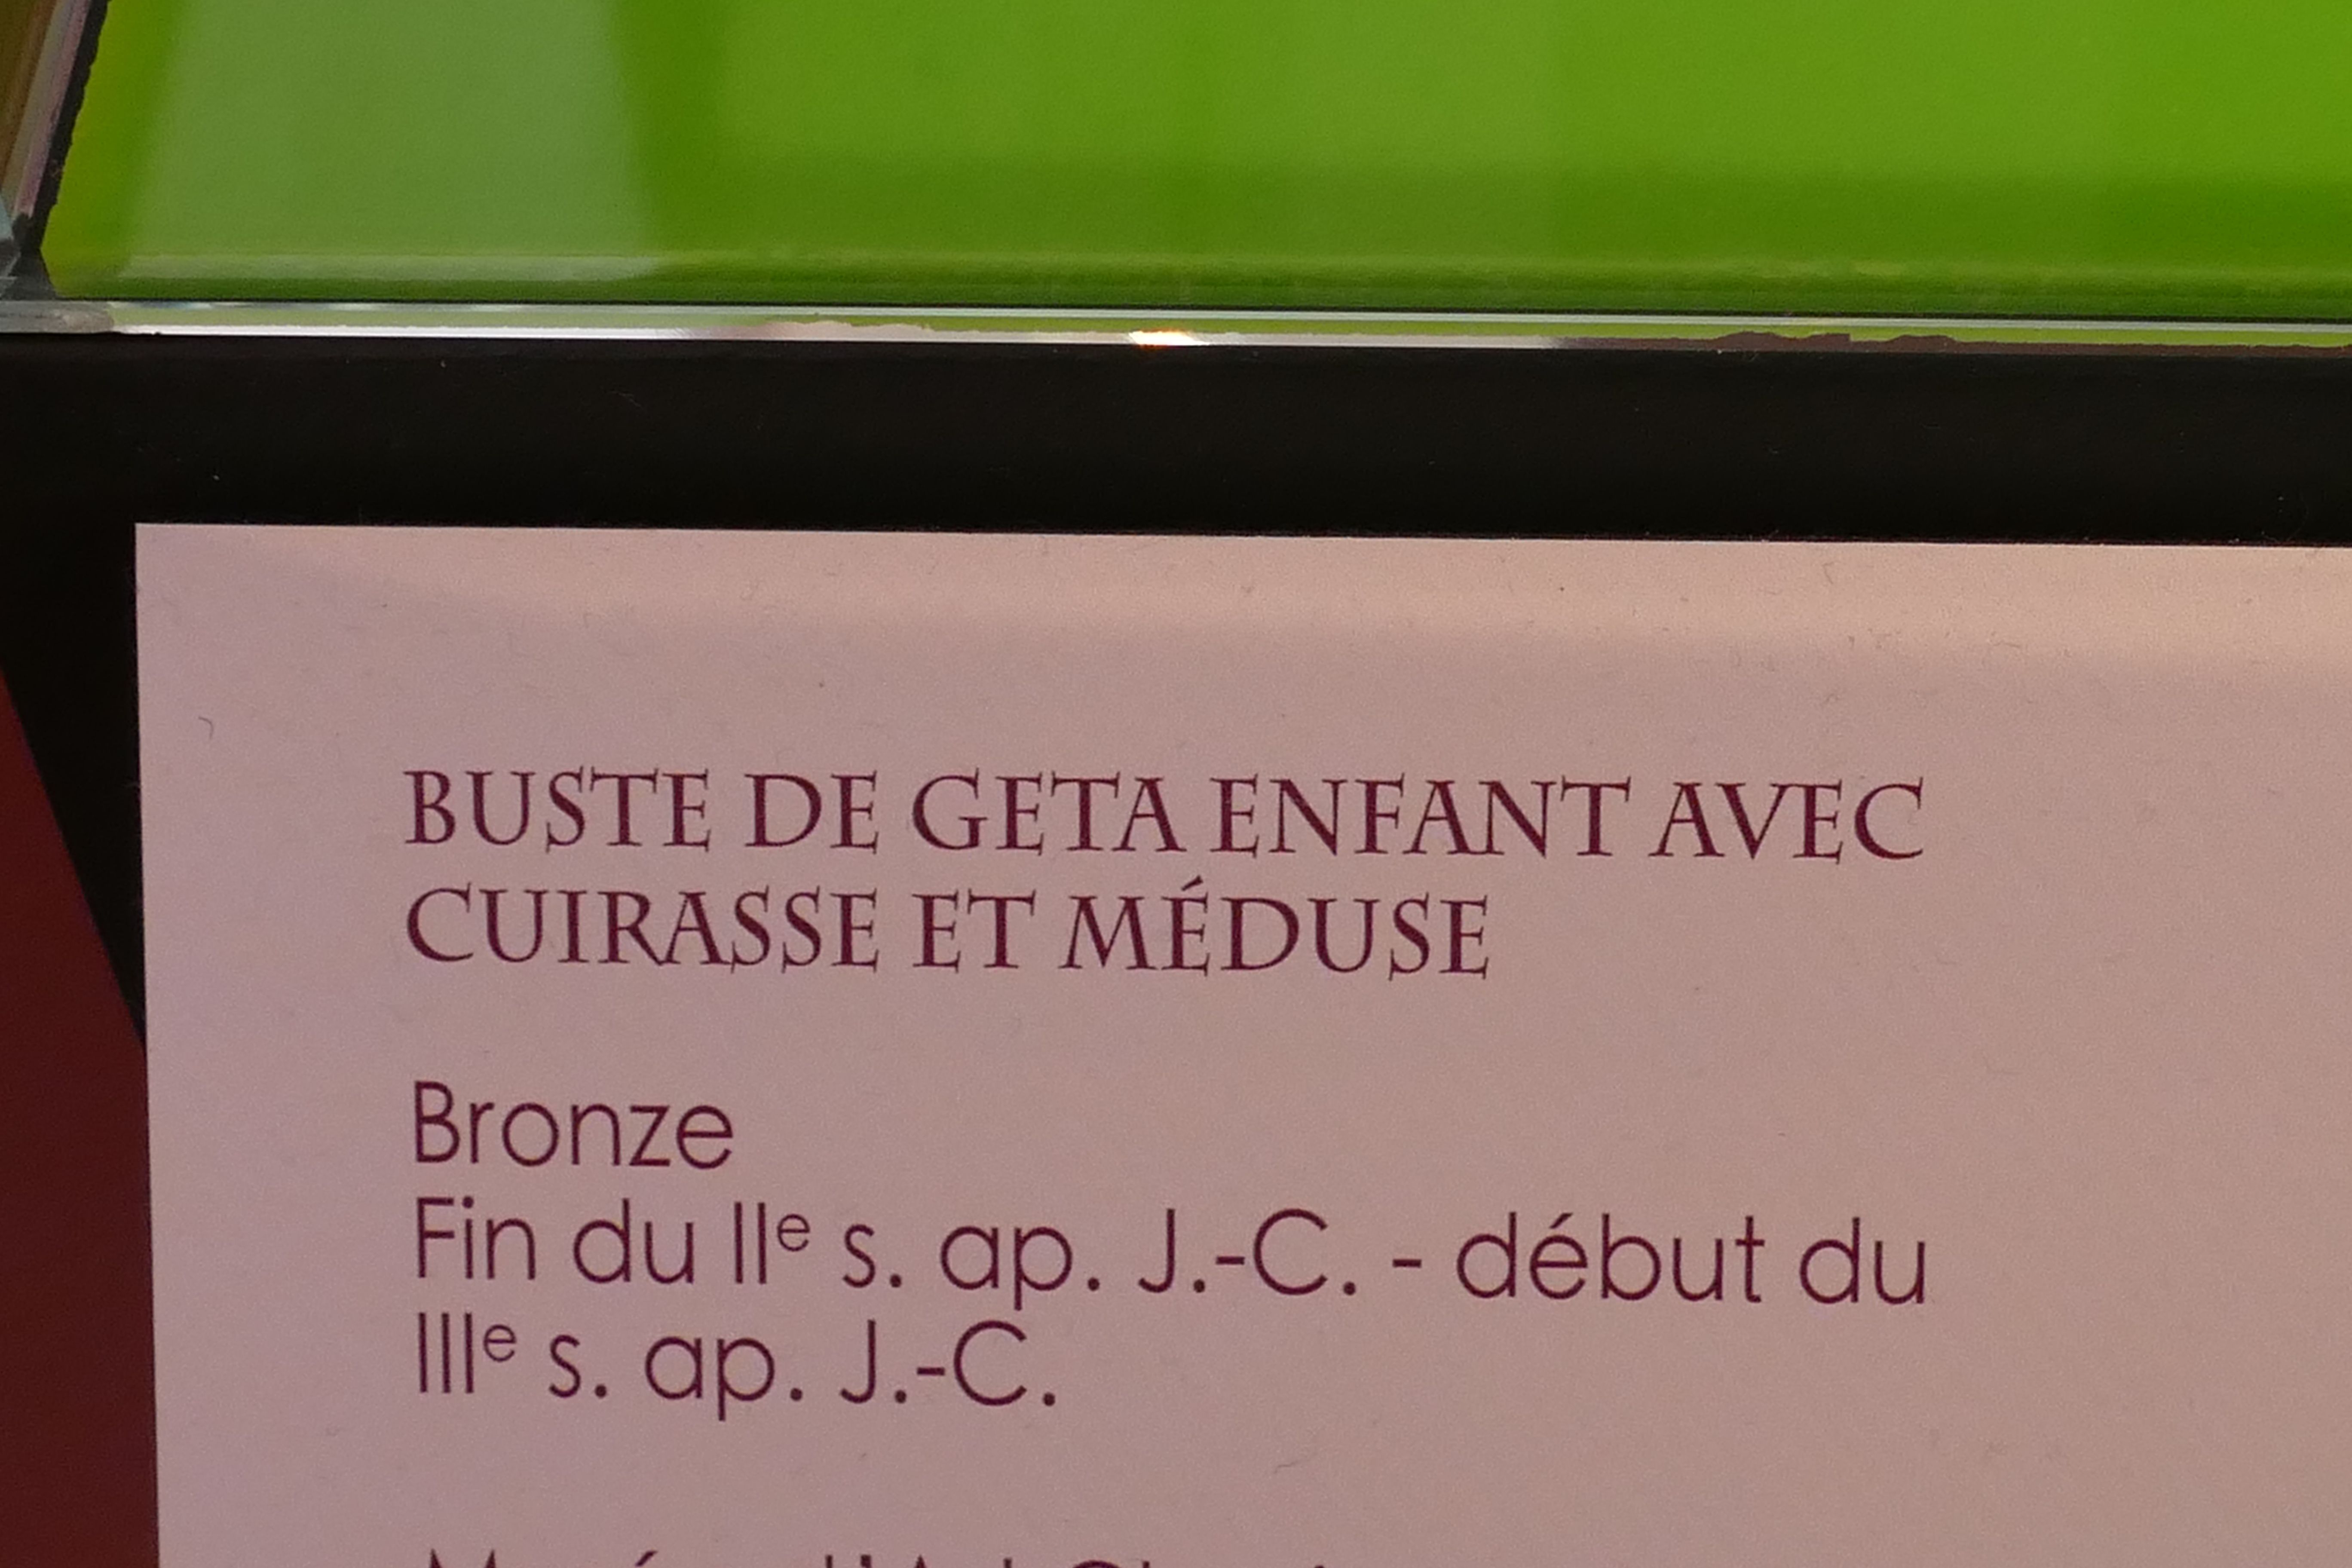 BUSTE DE GETA ENFANT AVEC
CUIRASSE ET MÉDUSE
Bronze
Fin du IIᵉ s. ap. J.-C. - début du
IIIᵉ s. ap. J.-C.